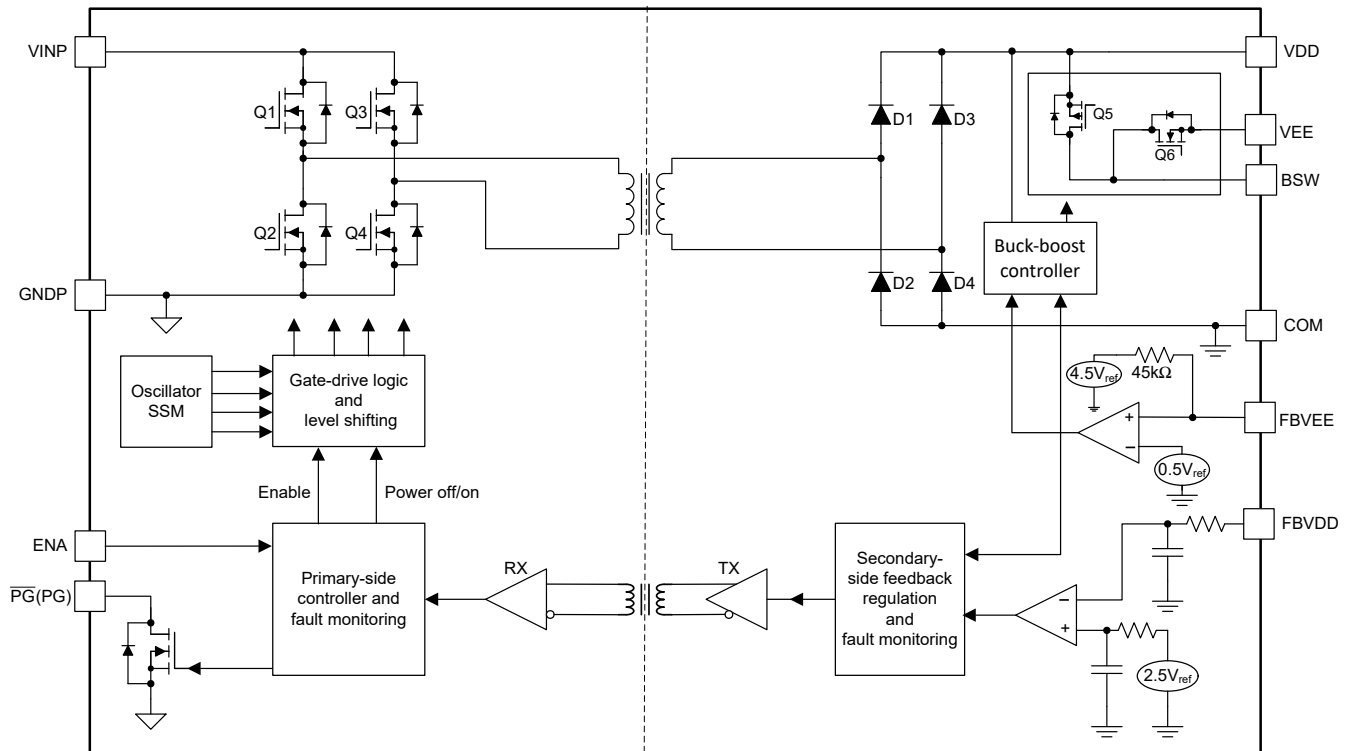 VINP
VDD
Q1
Q3
D1
D3
Q5
VEE
Q6
BSW
Q2
Q4
Buck-boost
controller
GNDP
D2
D4
COM
Oscillator
SSM
Gate-drive logic
and
level shifting
4.5Vref
45kΩ
FBVEE
+
−
0.5Vref
Enable
Power off/on
FBVDD
ENA
Primary-side
controller and
fault monitoring
RX
TX
Secondary-
side feedback
regulation
and
fault monitoring
PG(PG)
−
+
2.5Vref